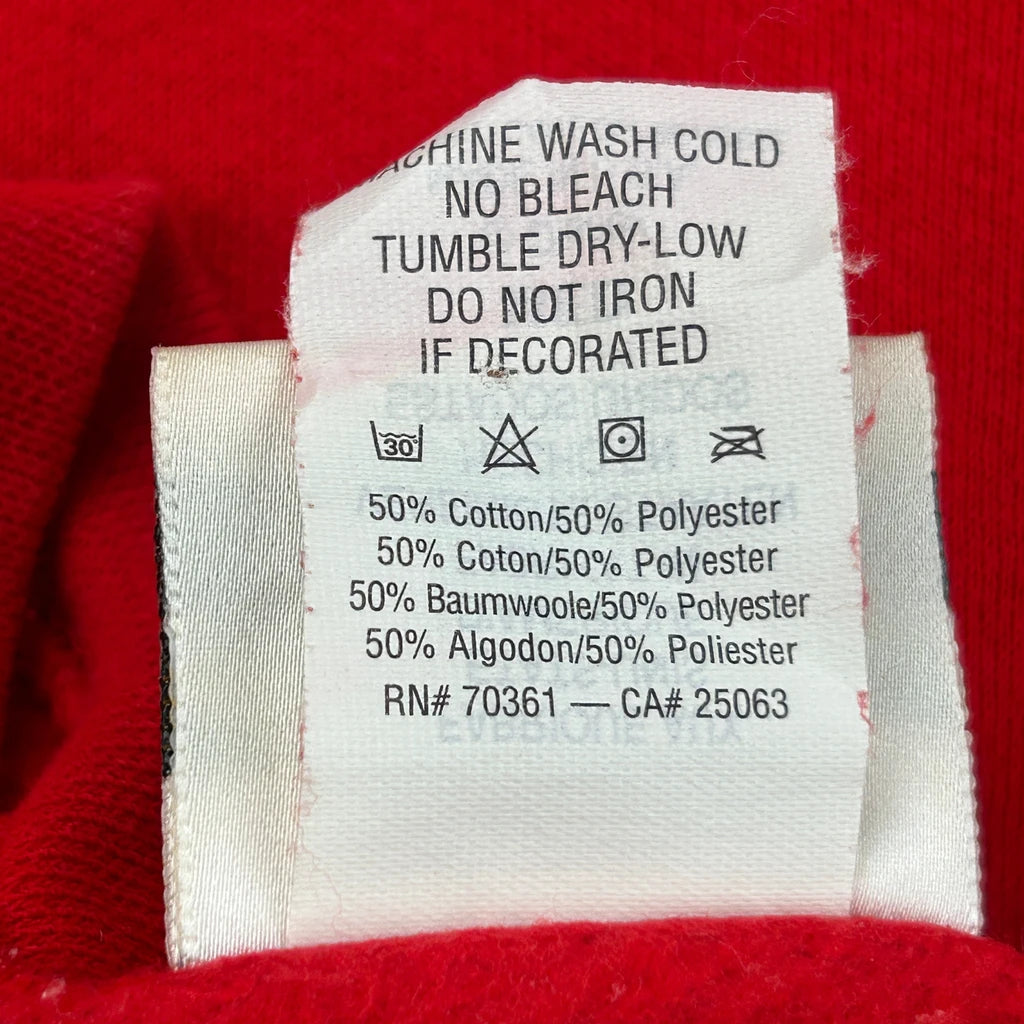 MACHINE WASH COLD
NO BLEACH
TUMBLE DRY-LOW
DO NOT IRON
IF DECORATED
30
50% Cotton/50% Polyester
50% Coton/50% Polyester
50% Baumwoole/50% Polyester
50% Algodon/50% Poliester
RN# 70361 — CA# 25063